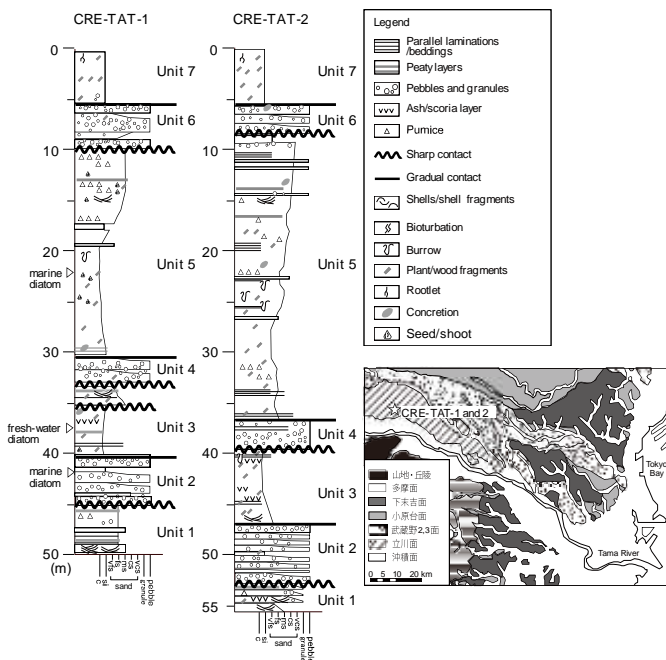 CRE-TAT-1
CRE-TAT-2
0
10
20
30
40
50
(m)
Unit 7
Unit 6
Unit 5
Unit 4
Unit 3
Unit 2
Unit 1
marine
diatom
fresh-water
diatom
marine
diatom
c
si
vfs
fs
ms
cs
vcs
granule
pebble
sand
0
10
20
30
40
50
55
Unit 7
Unit 6
Unit 5
Unit 4
Unit 3
Unit 2
Unit 1
c
si
vfs
fs
ms
cs
vcs
granule
pebble
sand
Legend
Parallel laminations
/beddings
Peaty layers
Pebbles and granules
Ash/scoria layer
Pumice
Sharp contact
Gradual contact
Shells/shell fragments
Bioturbation
Burrow
Plant/wood fragments
Rootlet
Concretion
Seed/shoot
CRE-TAT-1 and 2
山地・丘陵
多摩面
下末吉面
小原台面
武蔵野2,3面
立川面
沖積面
0 10 20 km
Tokyo
Bay
Tama River